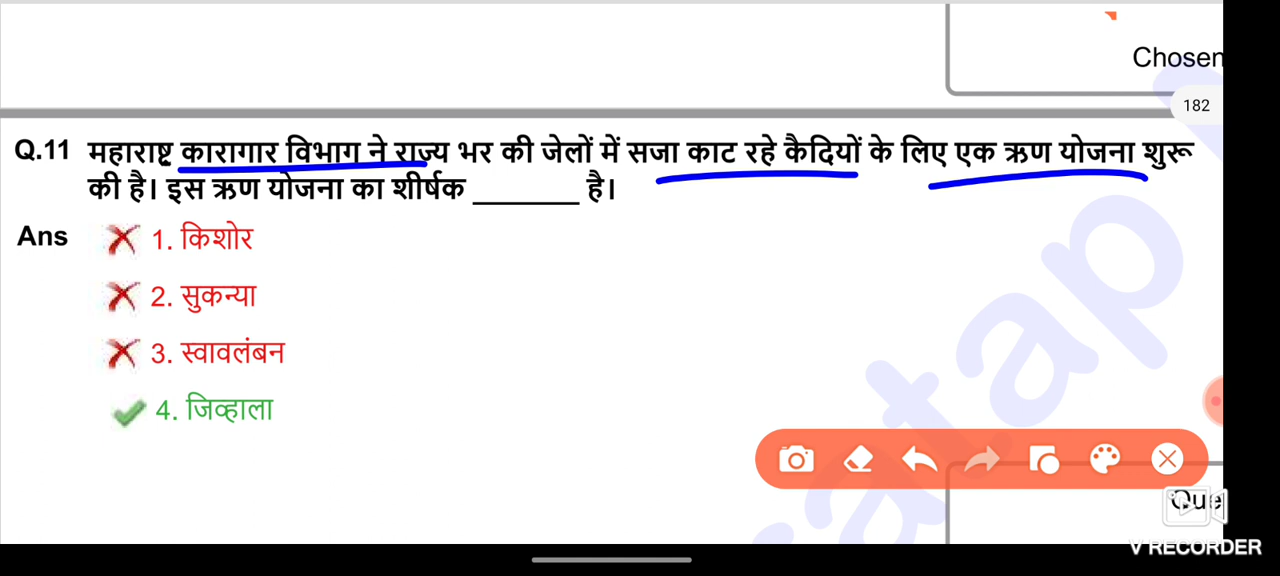 Chosen
182
Q.11 महाराष्ट्र कारागार विभाग ने राज्य भर की जेलों में सजा काट रहे कैदियों के लिए एक ऋण योजना शुरू
की है। इस ऋण योजना का शीर्षक _______ है।
Ans 1. किशोर
2. सुकन्या
3. स्वावलंबन
4. जिव्हाला
Que
V RECORDER